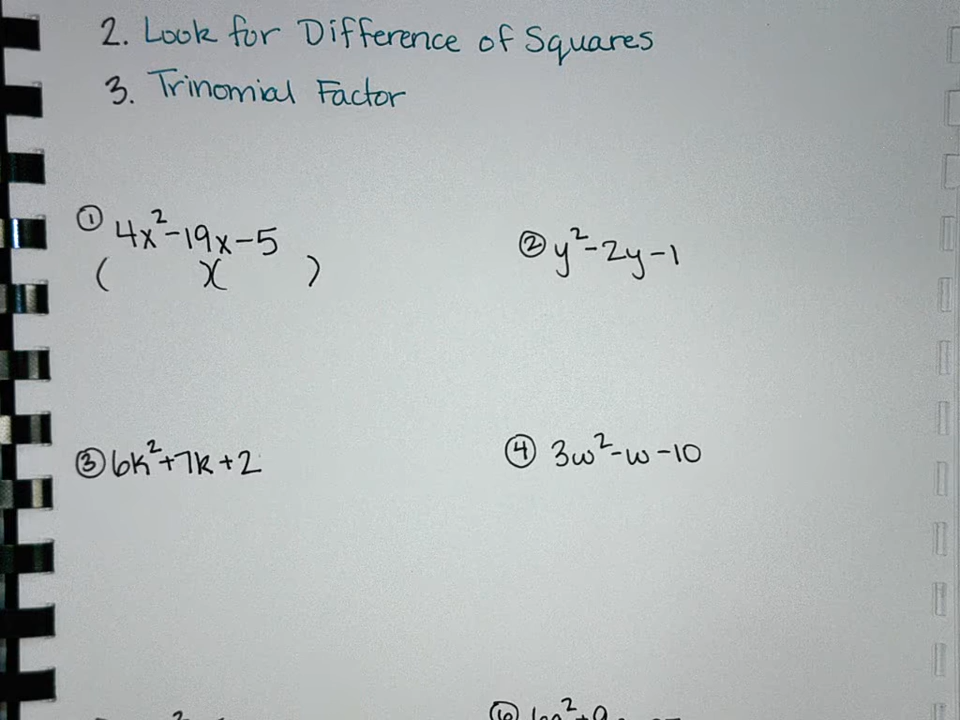 2. Look for Difference of Squares
3. Trinomial Factor
① 4x²-19x-5
( )( )
② y²-2y-1
③ 6k²+7k+2
④ 3w²-w-10
⑥